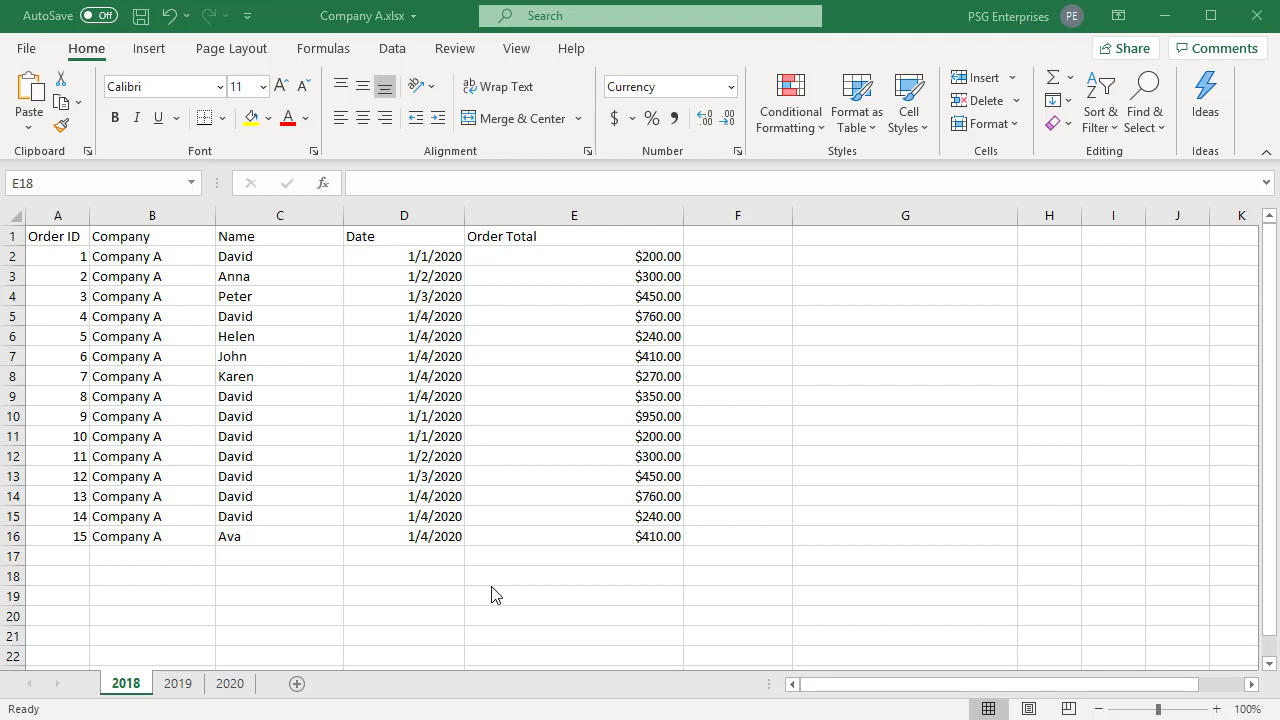 AutoSave Off Company A.xlsx Search PSG Enterprises PE
File Home Insert Page Layout Formulas Data Review View Help Share Comments
Calibri 11 Wrap Text Currency Insert
Paste B I U Merge & Center $ % Conditional Formatting Format as Table Cell Styles Delete Sort & Filter Find & Select Ideas
Format
Clipboard Font Alignment Number Styles Cells Editing Ideas
E18 fx
A B C D E F G H I J K
1 Order ID Company Name Date Order Total
2 1 Company A David 1/1/2020 $200.00
3 2 Company A Anna 1/2/2020 $300.00
4 3 Company A Peter 1/3/2020 $450.00
5 4 Company A David 1/4/2020 $760.00
6 5 Company A Helen 1/4/2020 $240.00
7 6 Company A John 1/4/2020 $410.00
8 7 Company A Karen 1/4/2020 $270.00
9 8 Company A David 1/4/2020 $350.00
10 9 Company A David 1/1/2020 $950.00
11 10 Company A David 1/1/2020 $200.00
12 11 Company A David 1/2/2020 $300.00
13 12 Company A David 1/3/2020 $450.00
14 13 Company A David 1/4/2020 $760.00
15 14 Company A David 1/4/2020 $240.00
16 15 Company A Ava 1/4/2020 $410.00
17
18
19
20
21
22
2018 2019 2020
Ready 100%